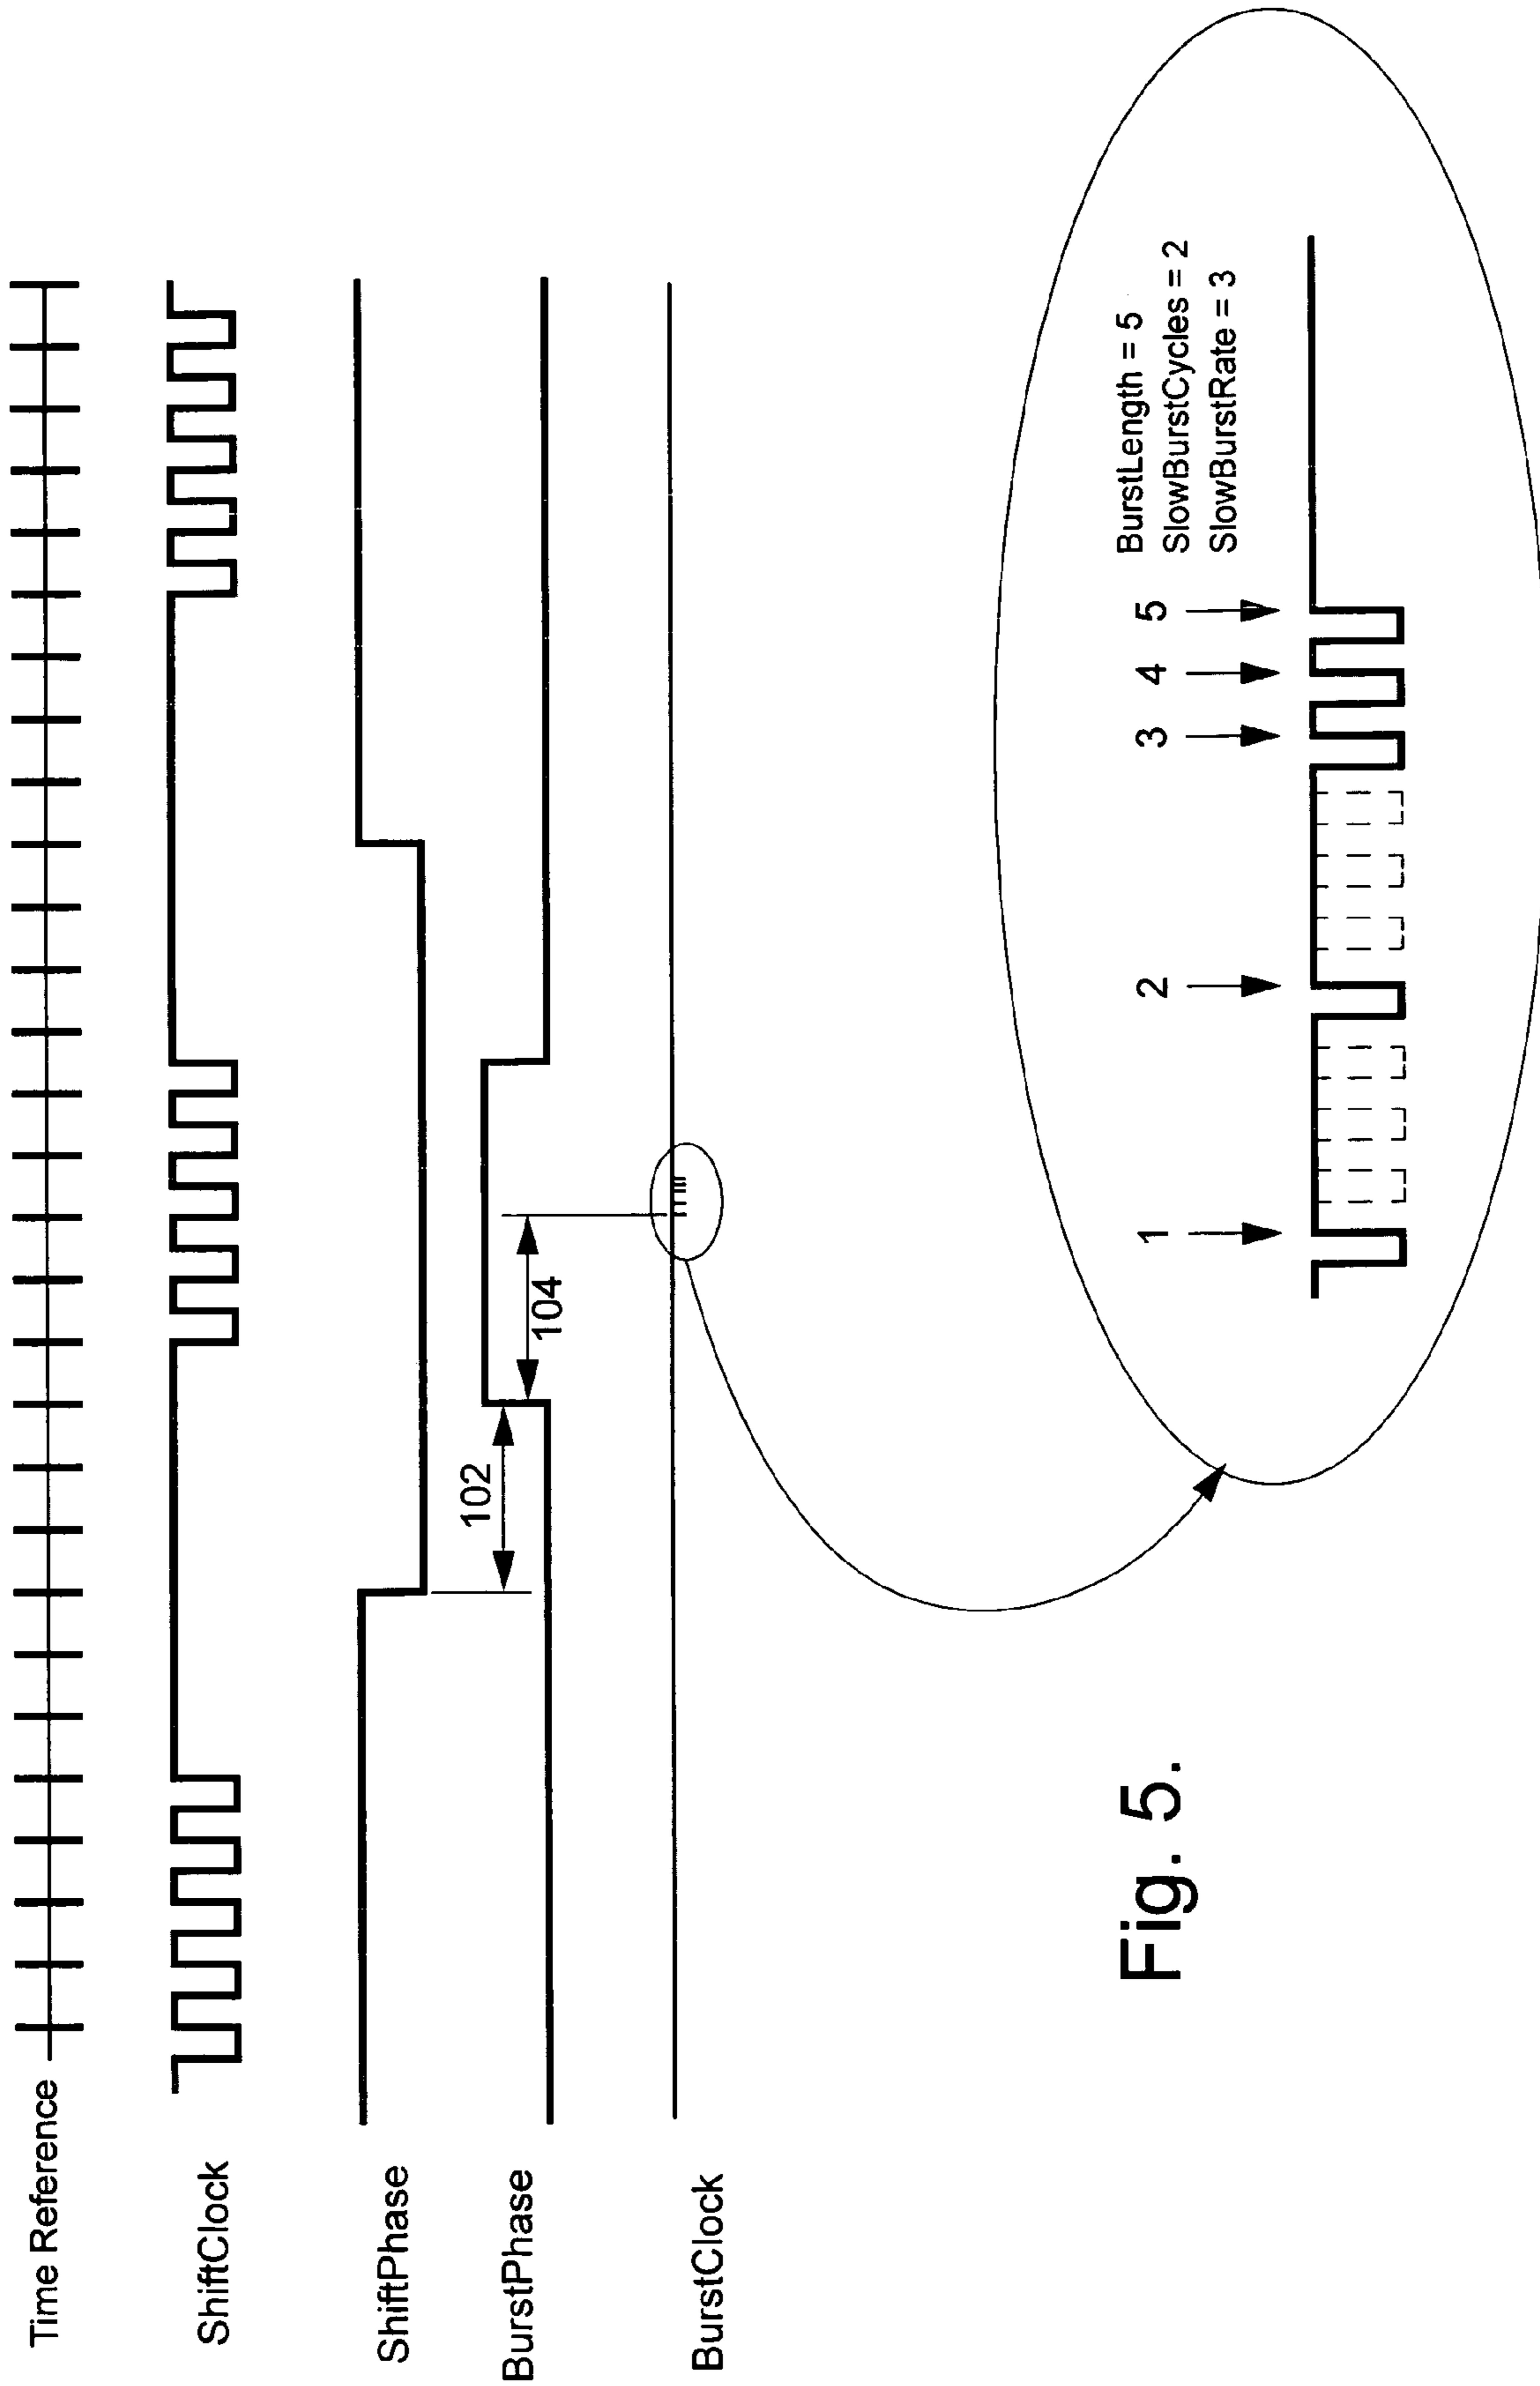 Time Reference
ShiftClock
ShiftPhase
102
BurstPhase
104
BurstClock
1
2
3
4
5
BurstLength = 5
SlowBurstCycles = 2
SlowBurstRate = 3
Fig. 5.